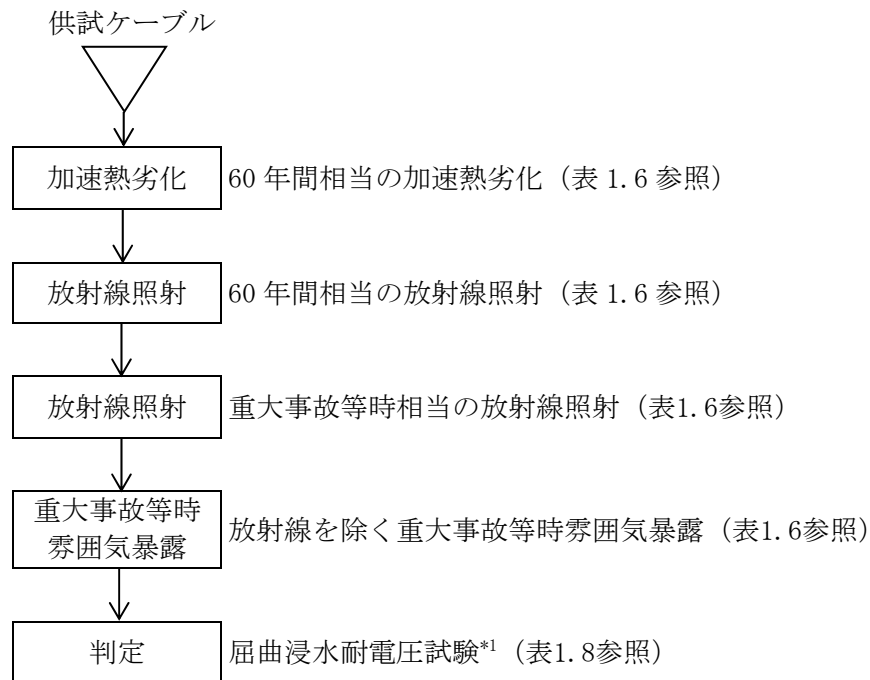 供試ケーブル
加速熱劣化 60 年間相当の加速熱劣化（表 1.6 参照）
放射線照射 60 年間相当の放射線照射（表 1.6 参照）
放射線照射 重大事故等時相当の放射線照射（表1.6参照）
重大事故等時
雰囲気暴露 放射線を除く重大事故等時雰囲気暴露（表1.6参照）
判定 屈曲浸水耐電圧試験*1（表1.8参照）